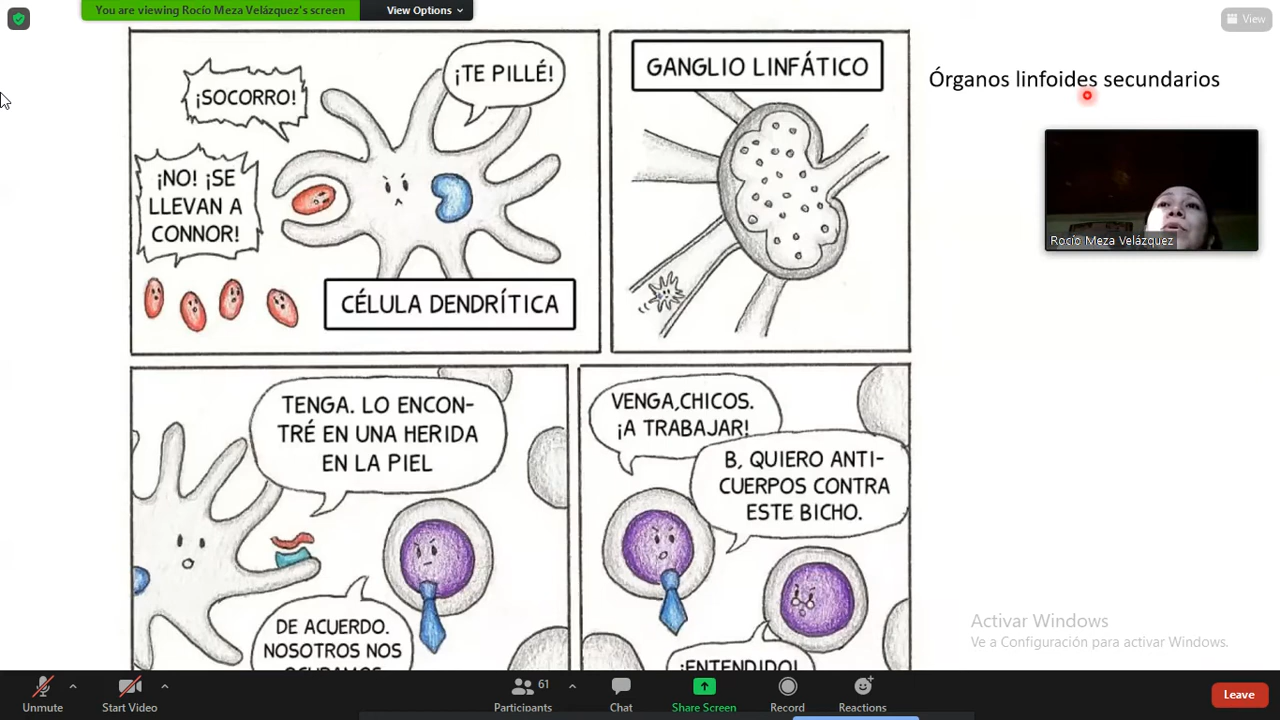 You are viewing Rocío Meza Velázquez's screen
View Options
View
¡SOCORRO!
¡TE PILLÉ!
¡NO! ¡SE
LLEVAN A
CONNOR!
CÉLULA DENDRÍTICA
GANGLIO LINFÁTICO
Órganos linfoides secundarios
Rocío Meza Velázquez
TENGA. LO ENCON-
TRÉ EN UNA HERIDA
EN LA PIEL
DE ACUERDO.
NOSOTROS NOS
OCUPAMOS
VENGA,CHICOS.
¡A TRABAJAR!
B, QUIERO ANTI-
CUERPOS CONTRA
ESTE BICHO.
¡ENTENDIDO!
Activar Windows
Ve a Configuración para activar Windows.
Unmute
Start Video
61
Participants
Chat
Share Screen
Record
Reactions
Leave